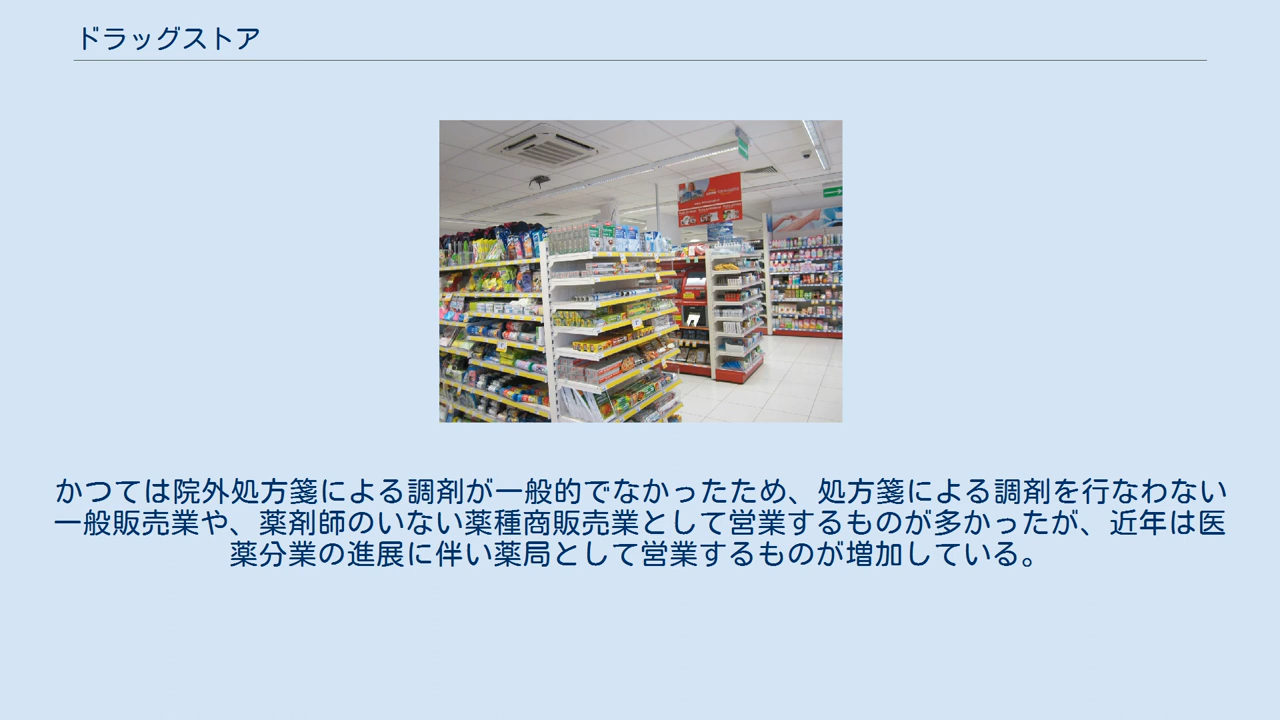 ドラッグストア
かつては院外処方箋による調剤が一般的でなかったため、処方箋による調剤を行なわない
一般販売業や、薬剤師のいない薬種商販売業として営業するものが多かったが、近年は医
薬分業の進展に伴い薬局として営業するものが増加している。